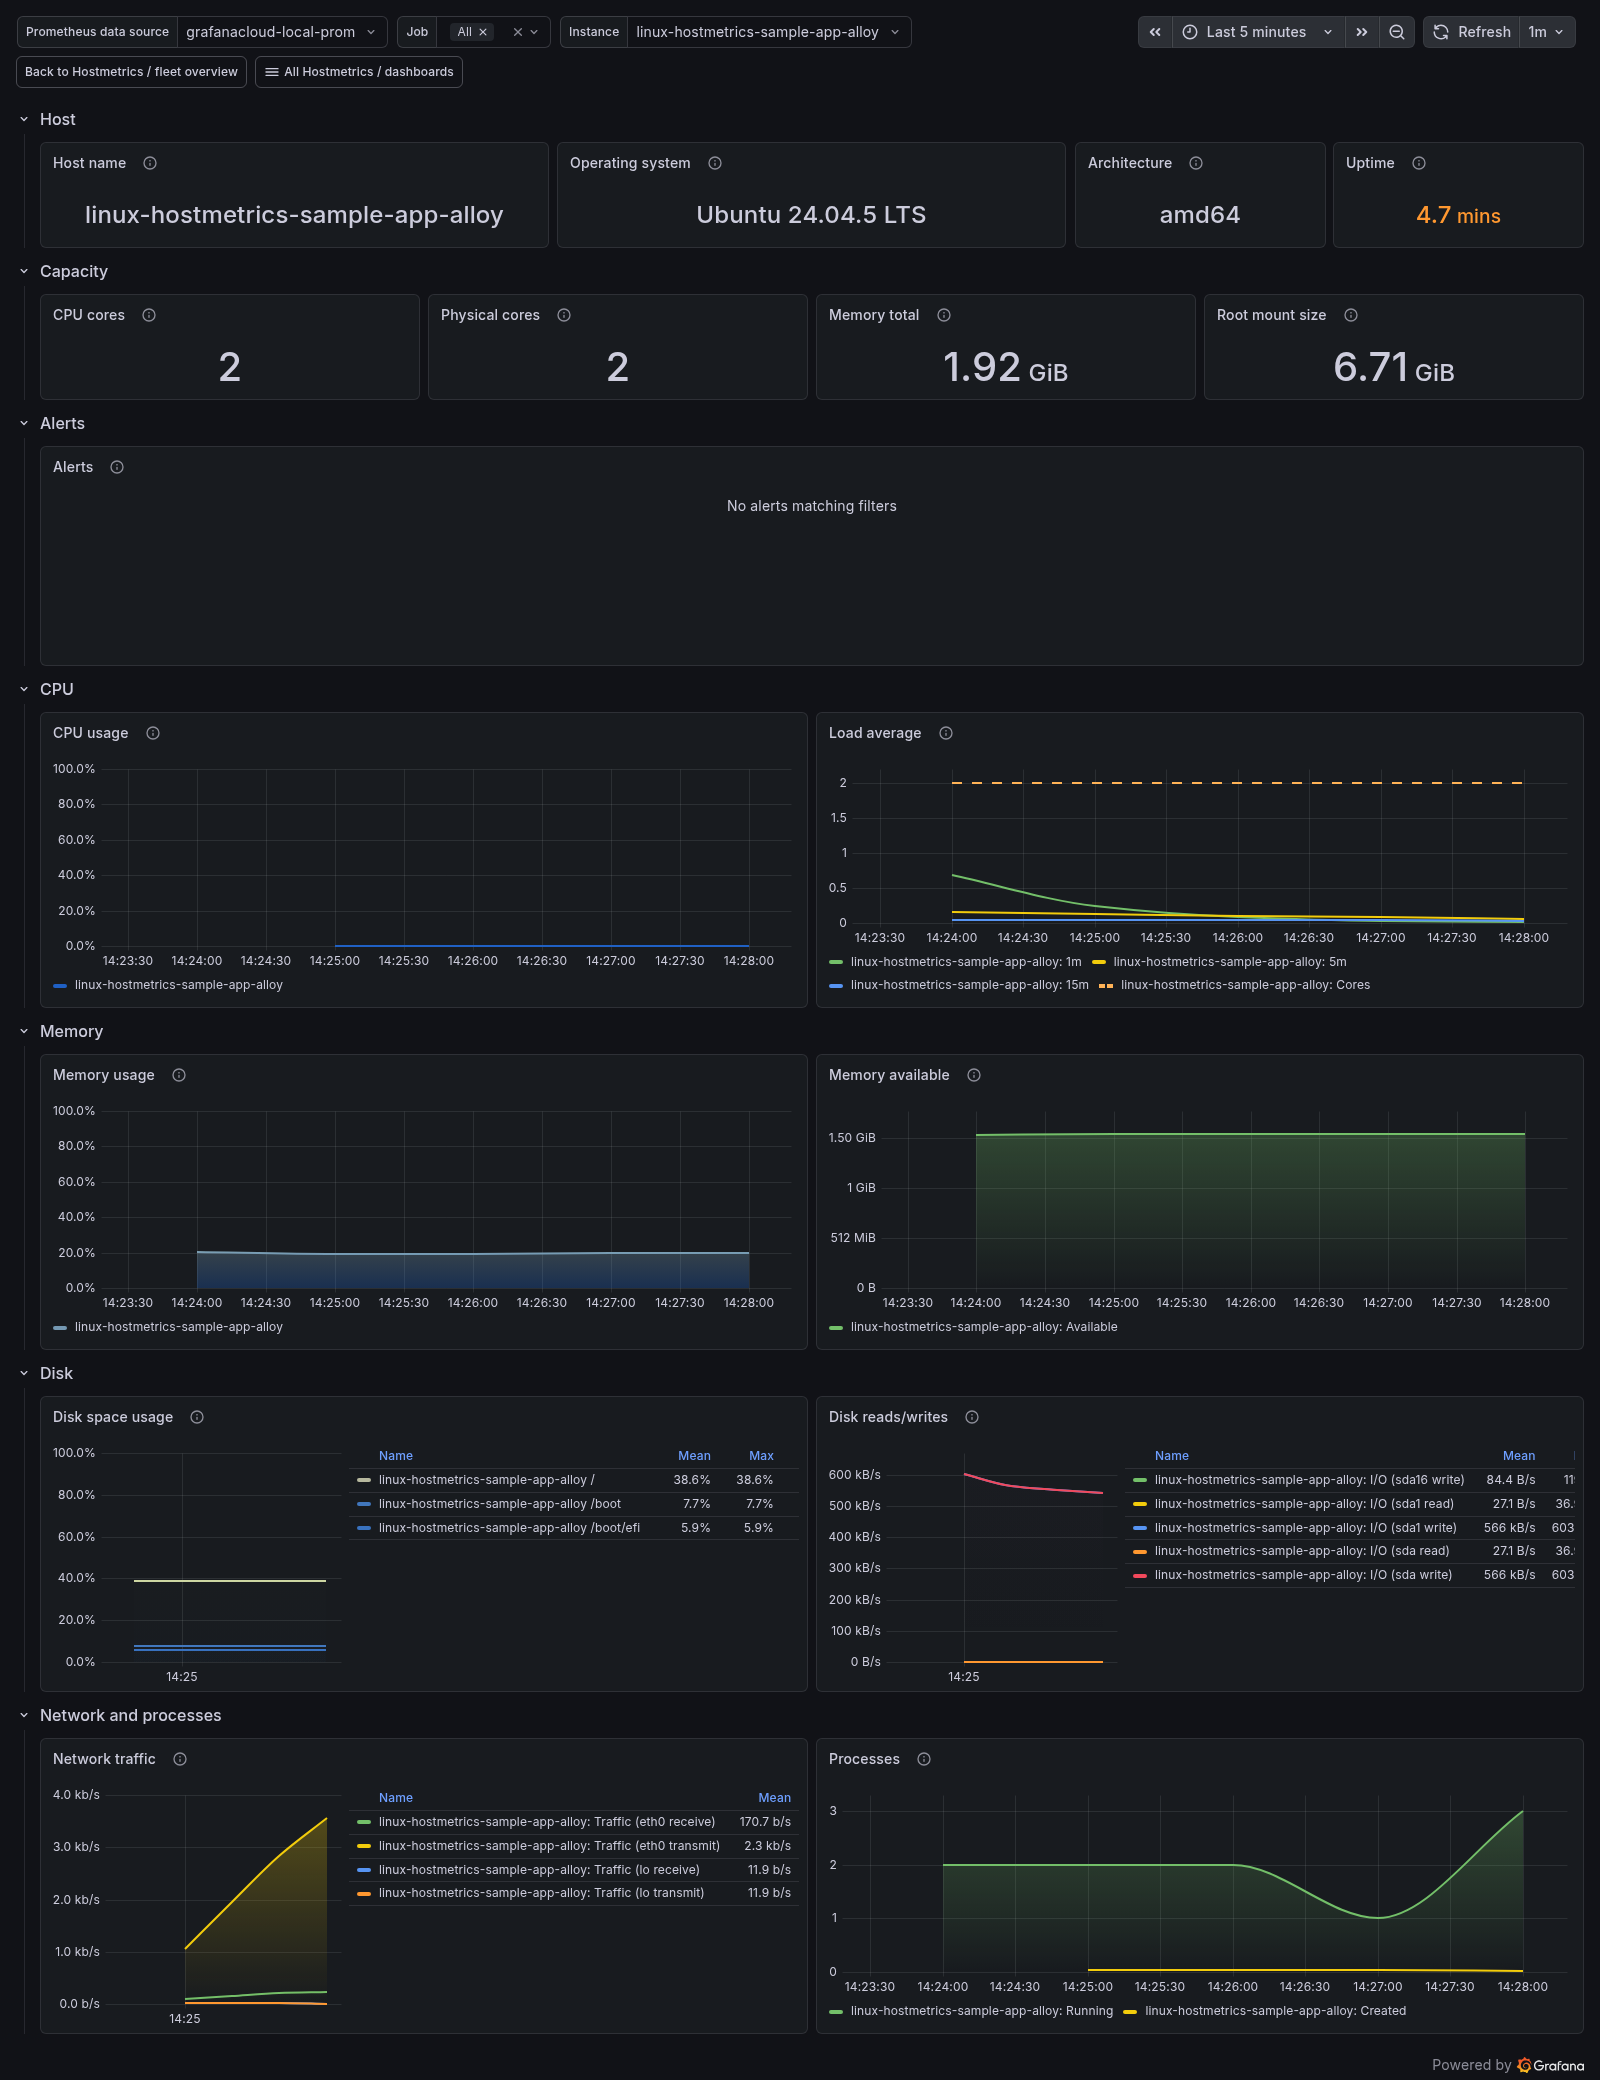 Prometheus data source grafanacloud-local-prom Job All Instance linux-hostmetrics-sample-app-alloy Last 5 minutes Refresh 1m
Back to Hostmetrics / fleet overview All Hostmetrics / dashboards
Host
Host name Operating system Architecture Uptime
linux-hostmetrics-sample-app-alloy Ubuntu 24.04.5 LTS amd64 4.7 mins
Capacity
CPU cores Physical cores Memory total Root mount size
2 2 1.92 GiB 6.71 GiB
Alerts
Alerts
No alerts matching filters
CPU
CPU usage
100.0%
80.0%
60.0%
40.0%
20.0%
0.0%
14:23:30 14:24:00 14:24:30 14:25:00 14:25:30 14:26:00 14:26:30 14:27:00 14:27:30 14:28:00
linux-hostmetrics-sample-app-alloy
Load average
2
1.5
1
0.5
0
14:23:30 14:24:00 14:24:30 14:25:00 14:25:30 14:26:00 14:26:30 14:27:00 14:27:30 14:28:00
linux-hostmetrics-sample-app-alloy: 1m linux-hostmetrics-sample-app-alloy: 5m
linux-hostmetrics-sample-app-alloy: 15m linux-hostmetrics-sample-app-alloy: Cores
Memory
Memory usage
100.0%
80.0%
60.0%
40.0%
20.0%
0.0%
14:23:30 14:24:00 14:24:30 14:25:00 14:25:30 14:26:00 14:26:30 14:27:00 14:27:30 14:28:00
linux-hostmetrics-sample-app-alloy
Memory available
1.50 GiB
1 GiB
512 MiB
0 B
14:23:30 14:24:00 14:24:30 14:25:00 14:25:30 14:26:00 14:26:30 14:27:00 14:27:30 14:28:00
linux-hostmetrics-sample-app-alloy: Available
Disk
Disk space usage
100.0%
80.0%
60.0%
40.0%
20.0%
0.0%
14:25
Name Mean Max
linux-hostmetrics-sample-app-alloy / 38.6% 38.6%
linux-hostmetrics-sample-app-alloy /boot 7.7% 7.7%
linux-hostmetrics-sample-app-alloy /boot/efi 5.9% 5.9%
Disk reads/writes
600 kB/s
500 kB/s
400 kB/s
300 kB/s
200 kB/s
100 kB/s
0 B/s
14:25
Name Mean
linux-hostmetrics-sample-app-alloy: I/O (sda16 write) 84.4 B/s 11
linux-hostmetrics-sample-app-alloy: I/O (sda1 read) 27.1 B/s 36.
linux-hostmetrics-sample-app-alloy: I/O (sda1 write) 566 kB/s 603
linux-hostmetrics-sample-app-alloy: I/O (sda read) 27.1 B/s 36.
linux-hostmetrics-sample-app-alloy: I/O (sda write) 566 kB/s 603
Network and processes
Network traffic
4.0 kb/s
3.0 kb/s
2.0 kb/s
1.0 kb/s
0.0 b/s
14:25
Name Mean
linux-hostmetrics-sample-app-alloy: Traffic (eth0 receive) 170.7 b/s
linux-hostmetrics-sample-app-alloy: Traffic (eth0 transmit) 2.3 kb/s
linux-hostmetrics-sample-app-alloy: Traffic (lo receive) 11.9 b/s
linux-hostmetrics-sample-app-alloy: Traffic (lo transmit) 11.9 b/s
Processes
3
2
1
0
14:23:30 14:24:00 14:24:30 14:25:00 14:25:30 14:26:00 14:26:30 14:27:00 14:27:30 14:28:00
linux-hostmetrics-sample-app-alloy: Running linux-hostmetrics-sample-app-alloy: Created
Powered by Grafana